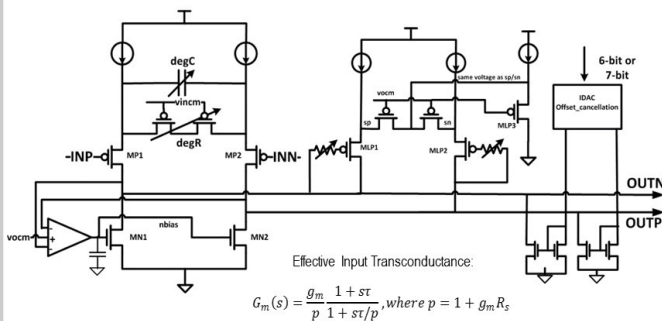 degC
vincm
degR
-INP-
MP1
MP2
-INN-
vocm
nbias
MN1
MN2
same voltage as sp/sn
vocm
sp
sn
MLP1
MLP2
MLP3
6-bit or
7-bit
IDAC
Offset_cancellation
OUTN
OUTP
Effective Input Transconductance:
G_m(s) = \frac{g_m}{p} \frac{1 + sτ}{1 + sτ/p}, where p = 1 + g_m R_s